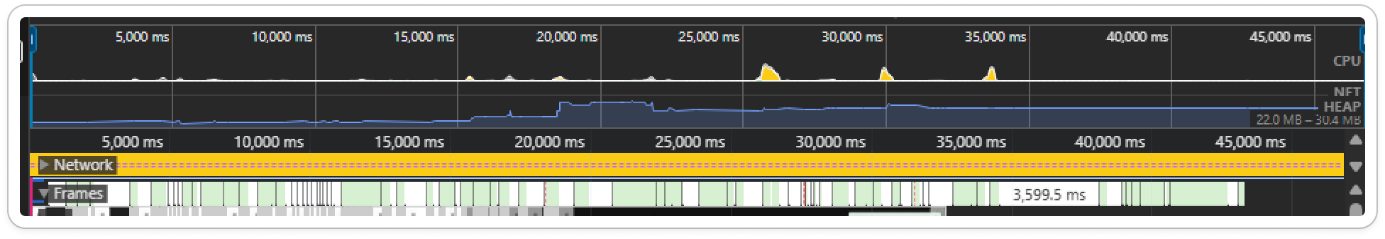 5,000 ms 10,000 ms 15,000 ms 20,000 ms 25,000 ms 30,000 ms 35,000 ms 40,000 ms 45,000 ms
CPU
NET
HEAP
22.0 MB – 30.4 MB
5,000 ms 10,000 ms 15,000 ms 20,000 ms 25,000 ms 30,000 ms 35,000 ms 40,000 ms 45,000 ms
Network
Frames 3,599.5 ms